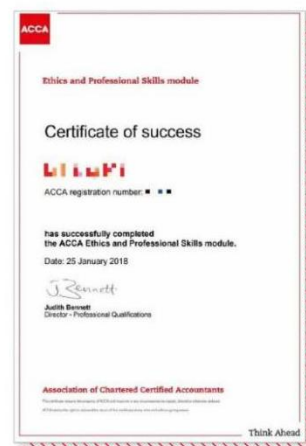 ACCA
Ethics and Professional Skills module
Certificate of success
ACCA registration number:
has successfully completed
the ACCA Ethics and Professional Skills module.
Date: 25 January 2018
J Bennett
Judith Bennett
Director - Professional Qualifications
Association of Chartered Certified Accountants
Think Ahead